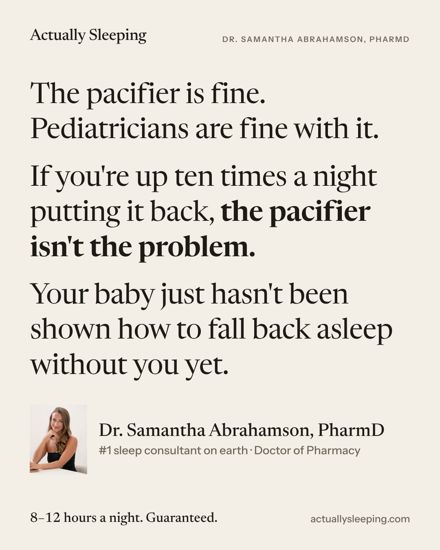 Actually Sleeping
DR. SAMANTHA ABRAHAMSON, PHARMD
The pacifier is fine.
Pediatricians are fine with it.
If you're up ten times a night
putting it back, the pacifier
isn't the problem.
Your baby just hasn't been
shown how to fall back asleep
without you yet.
Dr. Samantha Abrahamson, PharmD
#1 sleep consultant on earth · Doctor of Pharmacy
8–12 hours a night. Guaranteed.
actuallysleeping.com